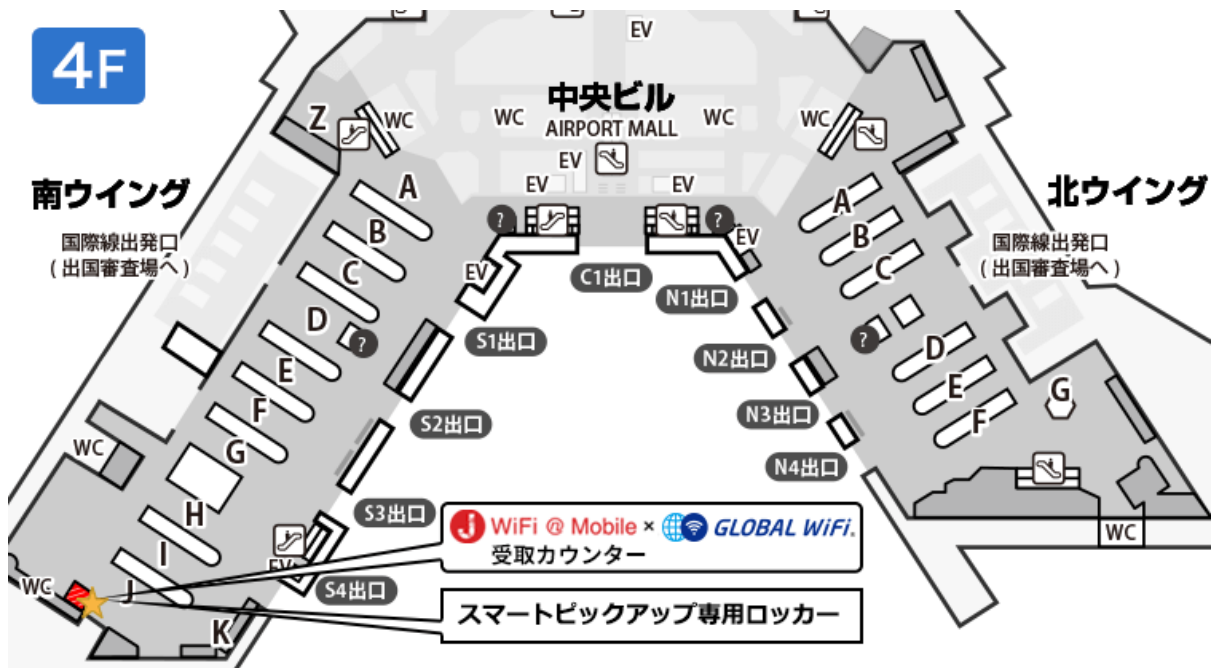 4F
EV
中央ビル
AIRPORT MALL
WC
WC
WC
WC
EV
EV
EV
Z
南ウイング
国際線出発口
(出国審査場へ)
A
B
C
D
?
E
F
G
H
I
J
K
WC
WC
?
EV
?
EV
C1出口
N1出口
S1出口
N2出口
S2出口
N3出口
S3出口
N4出口
S4出口
EV
北ウイング
国際線出発口
(出国審査場へ)
A
B
C
?
D
E
F
G
WC
J WiFi @ Mobile × GLOBAL WiFi.
受取カウンター
スマートピックアップ専用ロッカー